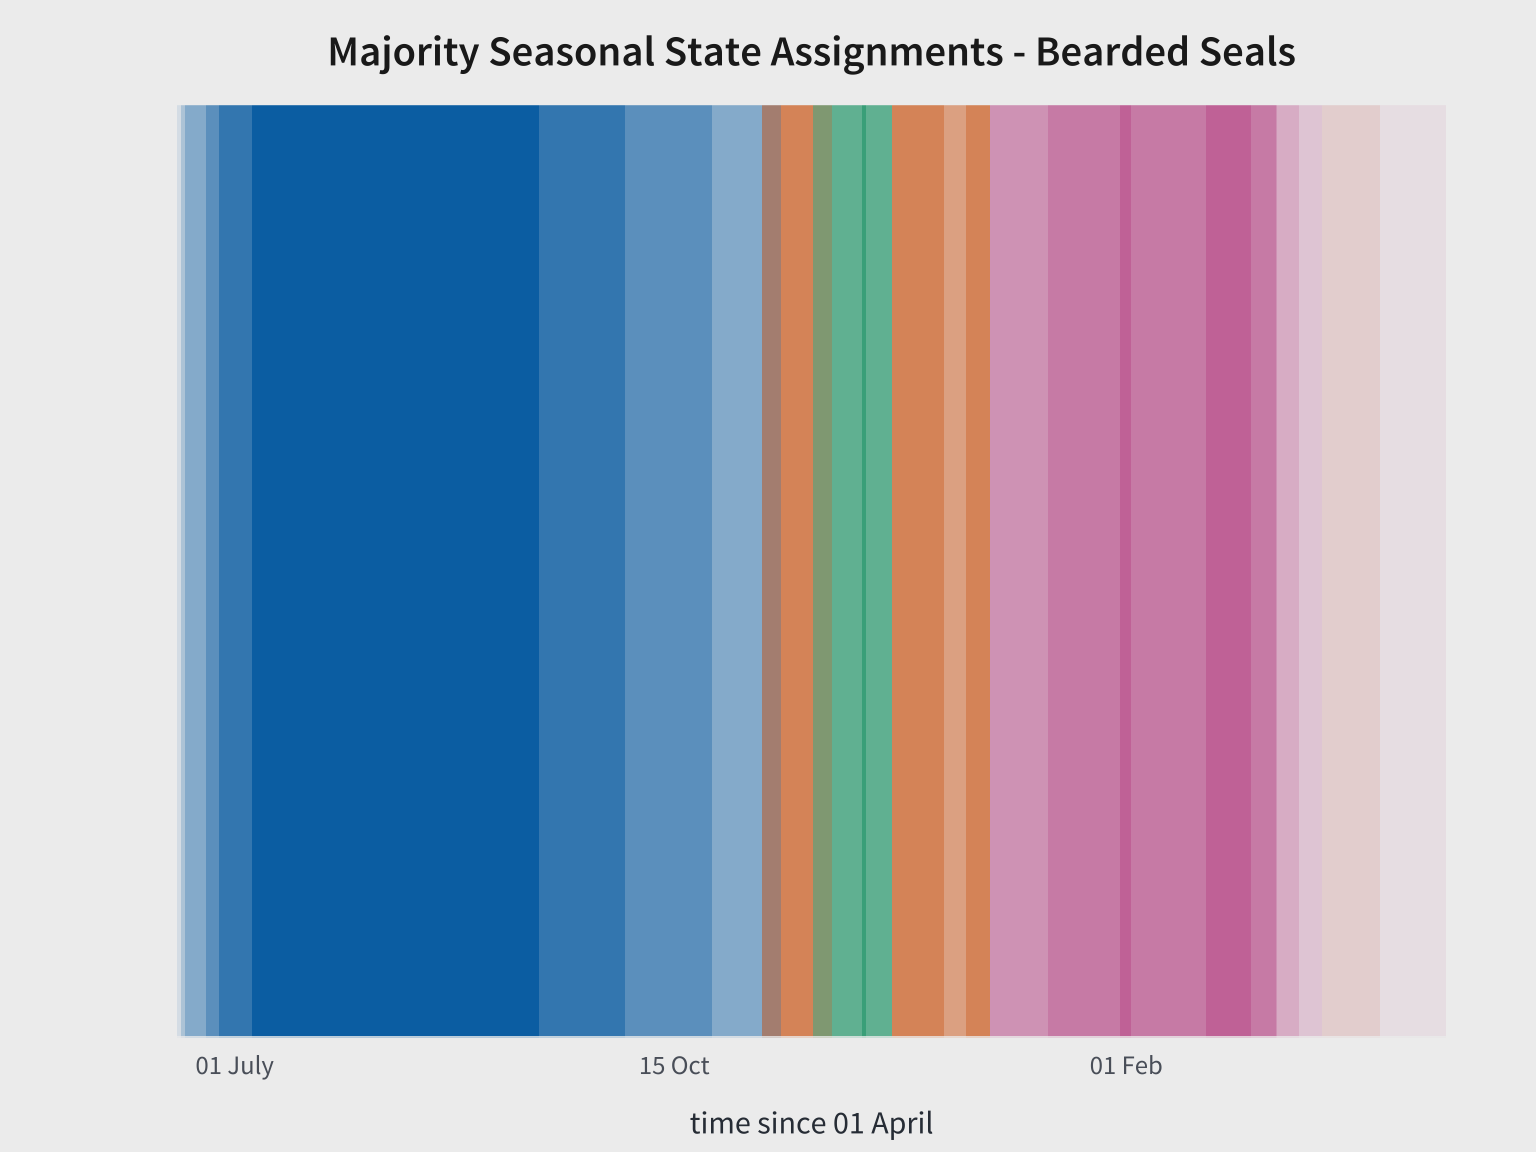 Majority Seasonal State Assignments - Bearded Seals
01 July
15 Oct
01 Feb
time since 01 April